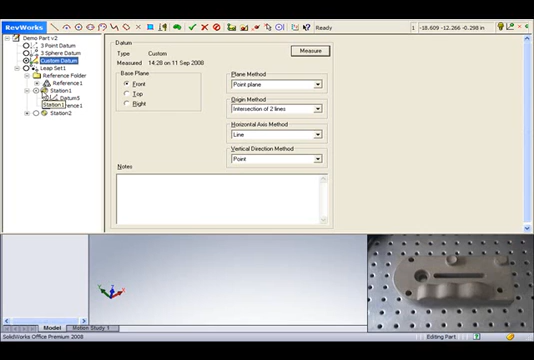 RevWorks
Ready
1
-18.609 -12.266 -0.298 in
Demo Part v2
3 Point Datum
3 Sphere Datum
Custom Datum
Leap Set1
Reference Folder
Reference1
Station1
Datum5
Station1
ence1
Station2
Datum
Type
Custom
Measure
Measured
14:28 on 11 Sep 2008
Base Plane
Front
Top
Right
Plane Method
Point plane
Origin Method
Intersection of 2 lines
Horizontal Axis Method
Line
Vertical Direction Method
Point
Notes
Model
Motion Study 1
SolidWorks Office Premium 2008
Editing Part